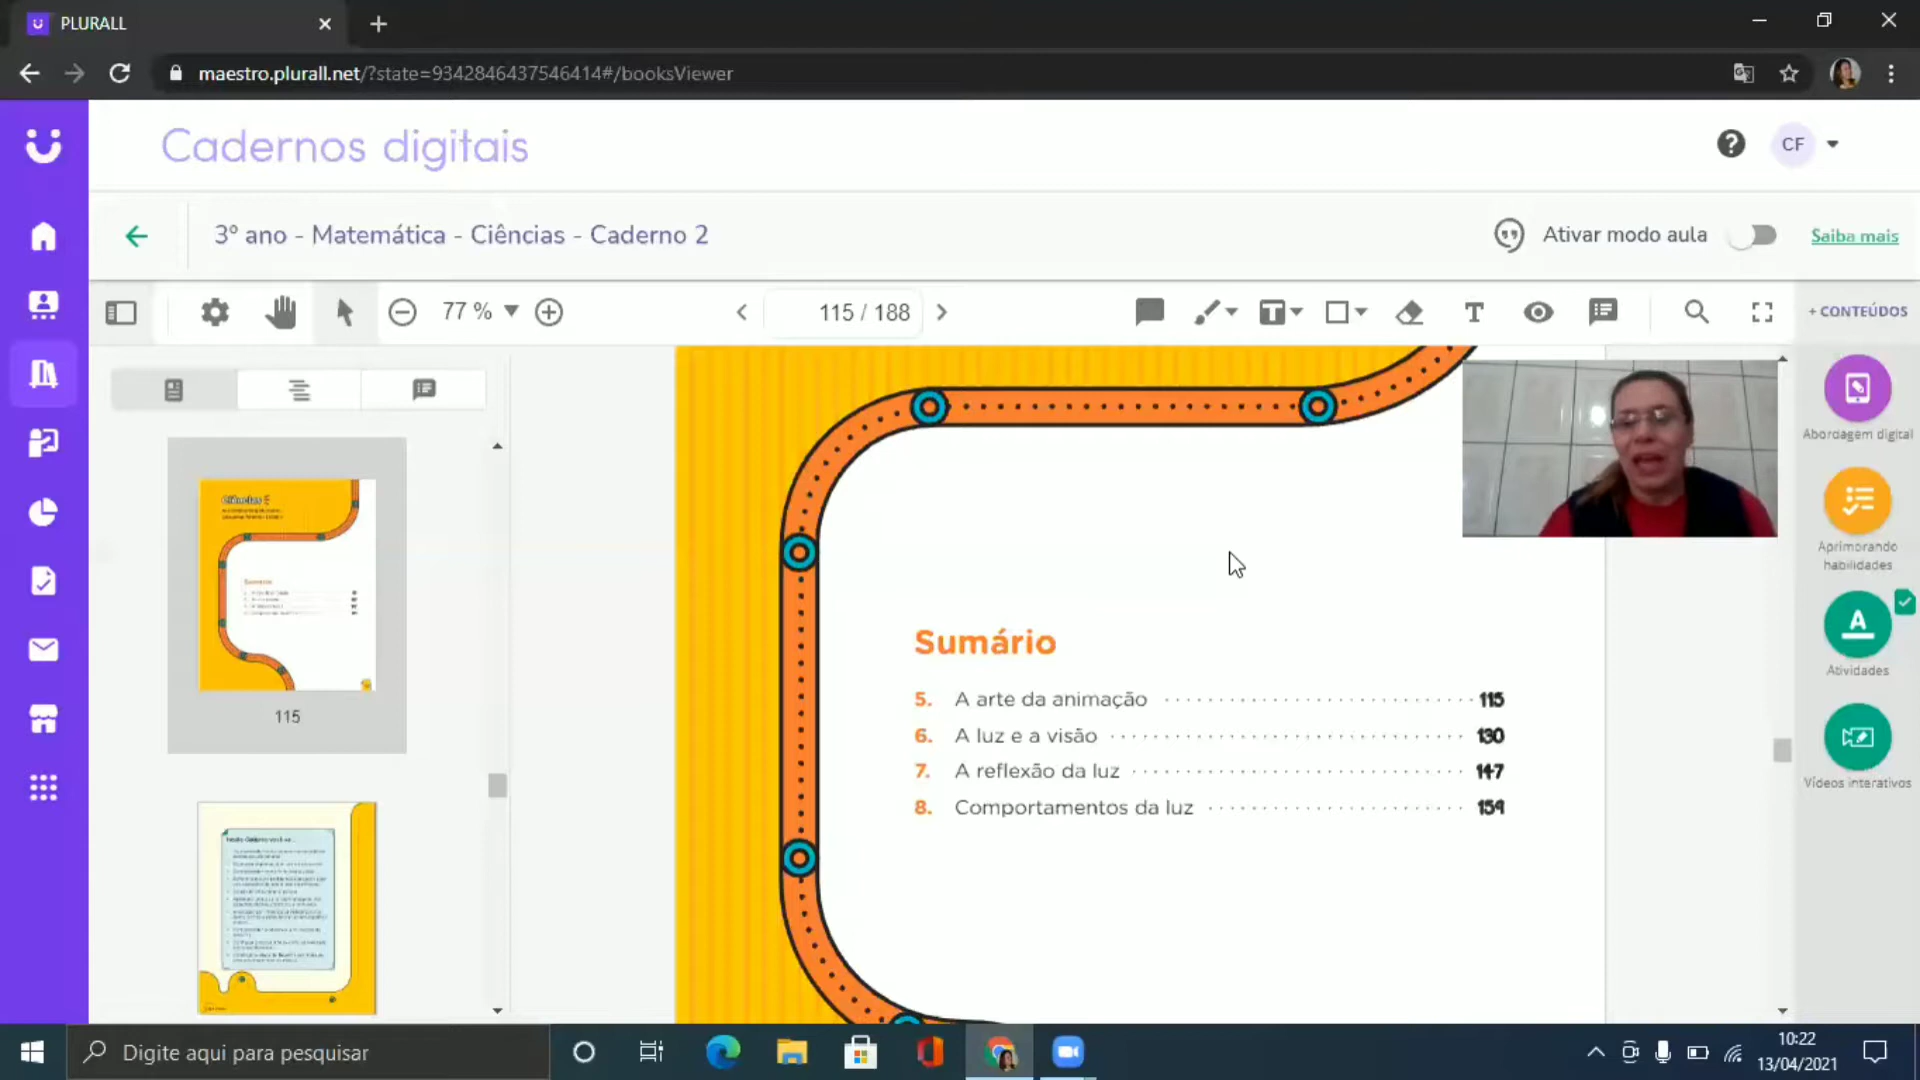 PLURALL
maestro.plurall.net/?state=9342846437546414#/booksViewer
Cadernos digitais
CF
3º ano - Matemática - Ciências - Caderno 2
Ativar modo aula
Saiba mais
77 %
115 / 188
+ CONTEÚDOS
Abordagem digital
Aprimorando
habilidades
Atividades
Vídeos interativos
Ciências
Sumário
115
Sumário
5. A arte da animação 115
6. A luz e a visão 130
7. A reflexão da luz 147
8. Comportamentos da luz 159
Digite aqui para pesquisar
10:22
13/04/2021